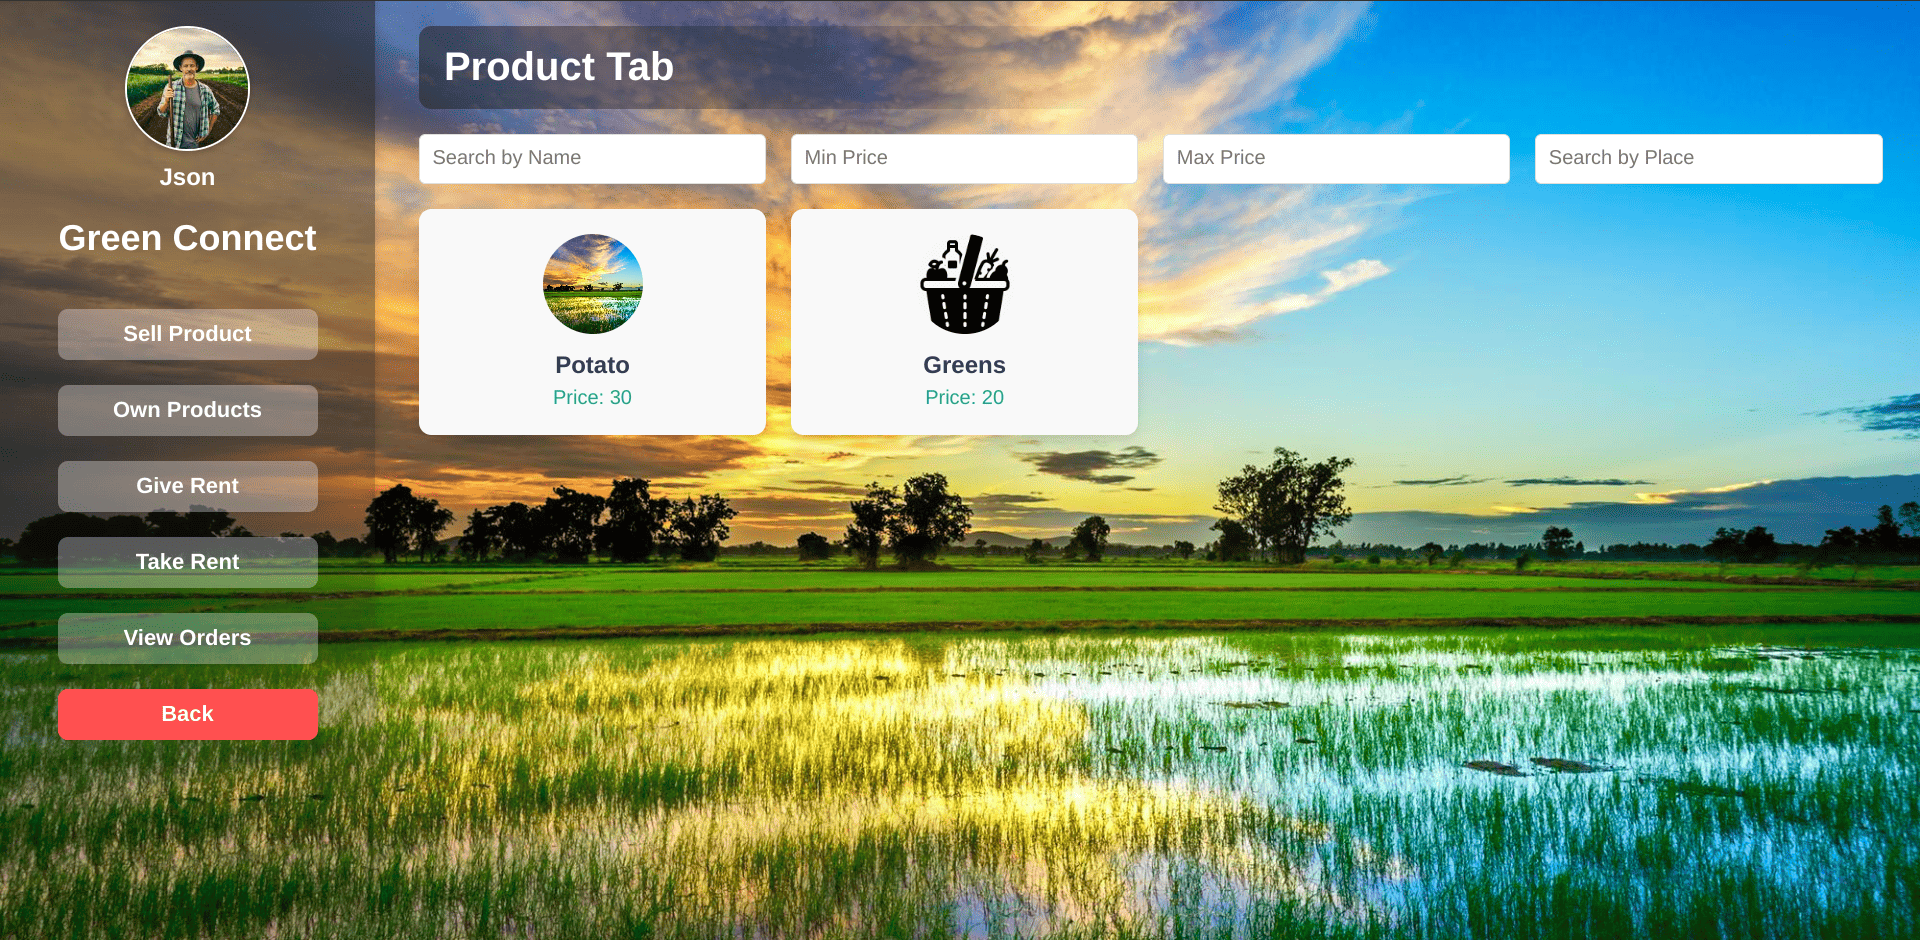 Json
Green Connect
Sell Product
Own Products
Give Rent
Take Rent
View Orders
Back
Product Tab
Search by Name
Min Price
Max Price
Search by Place
Potato
Price: 30
Greens
Price: 20